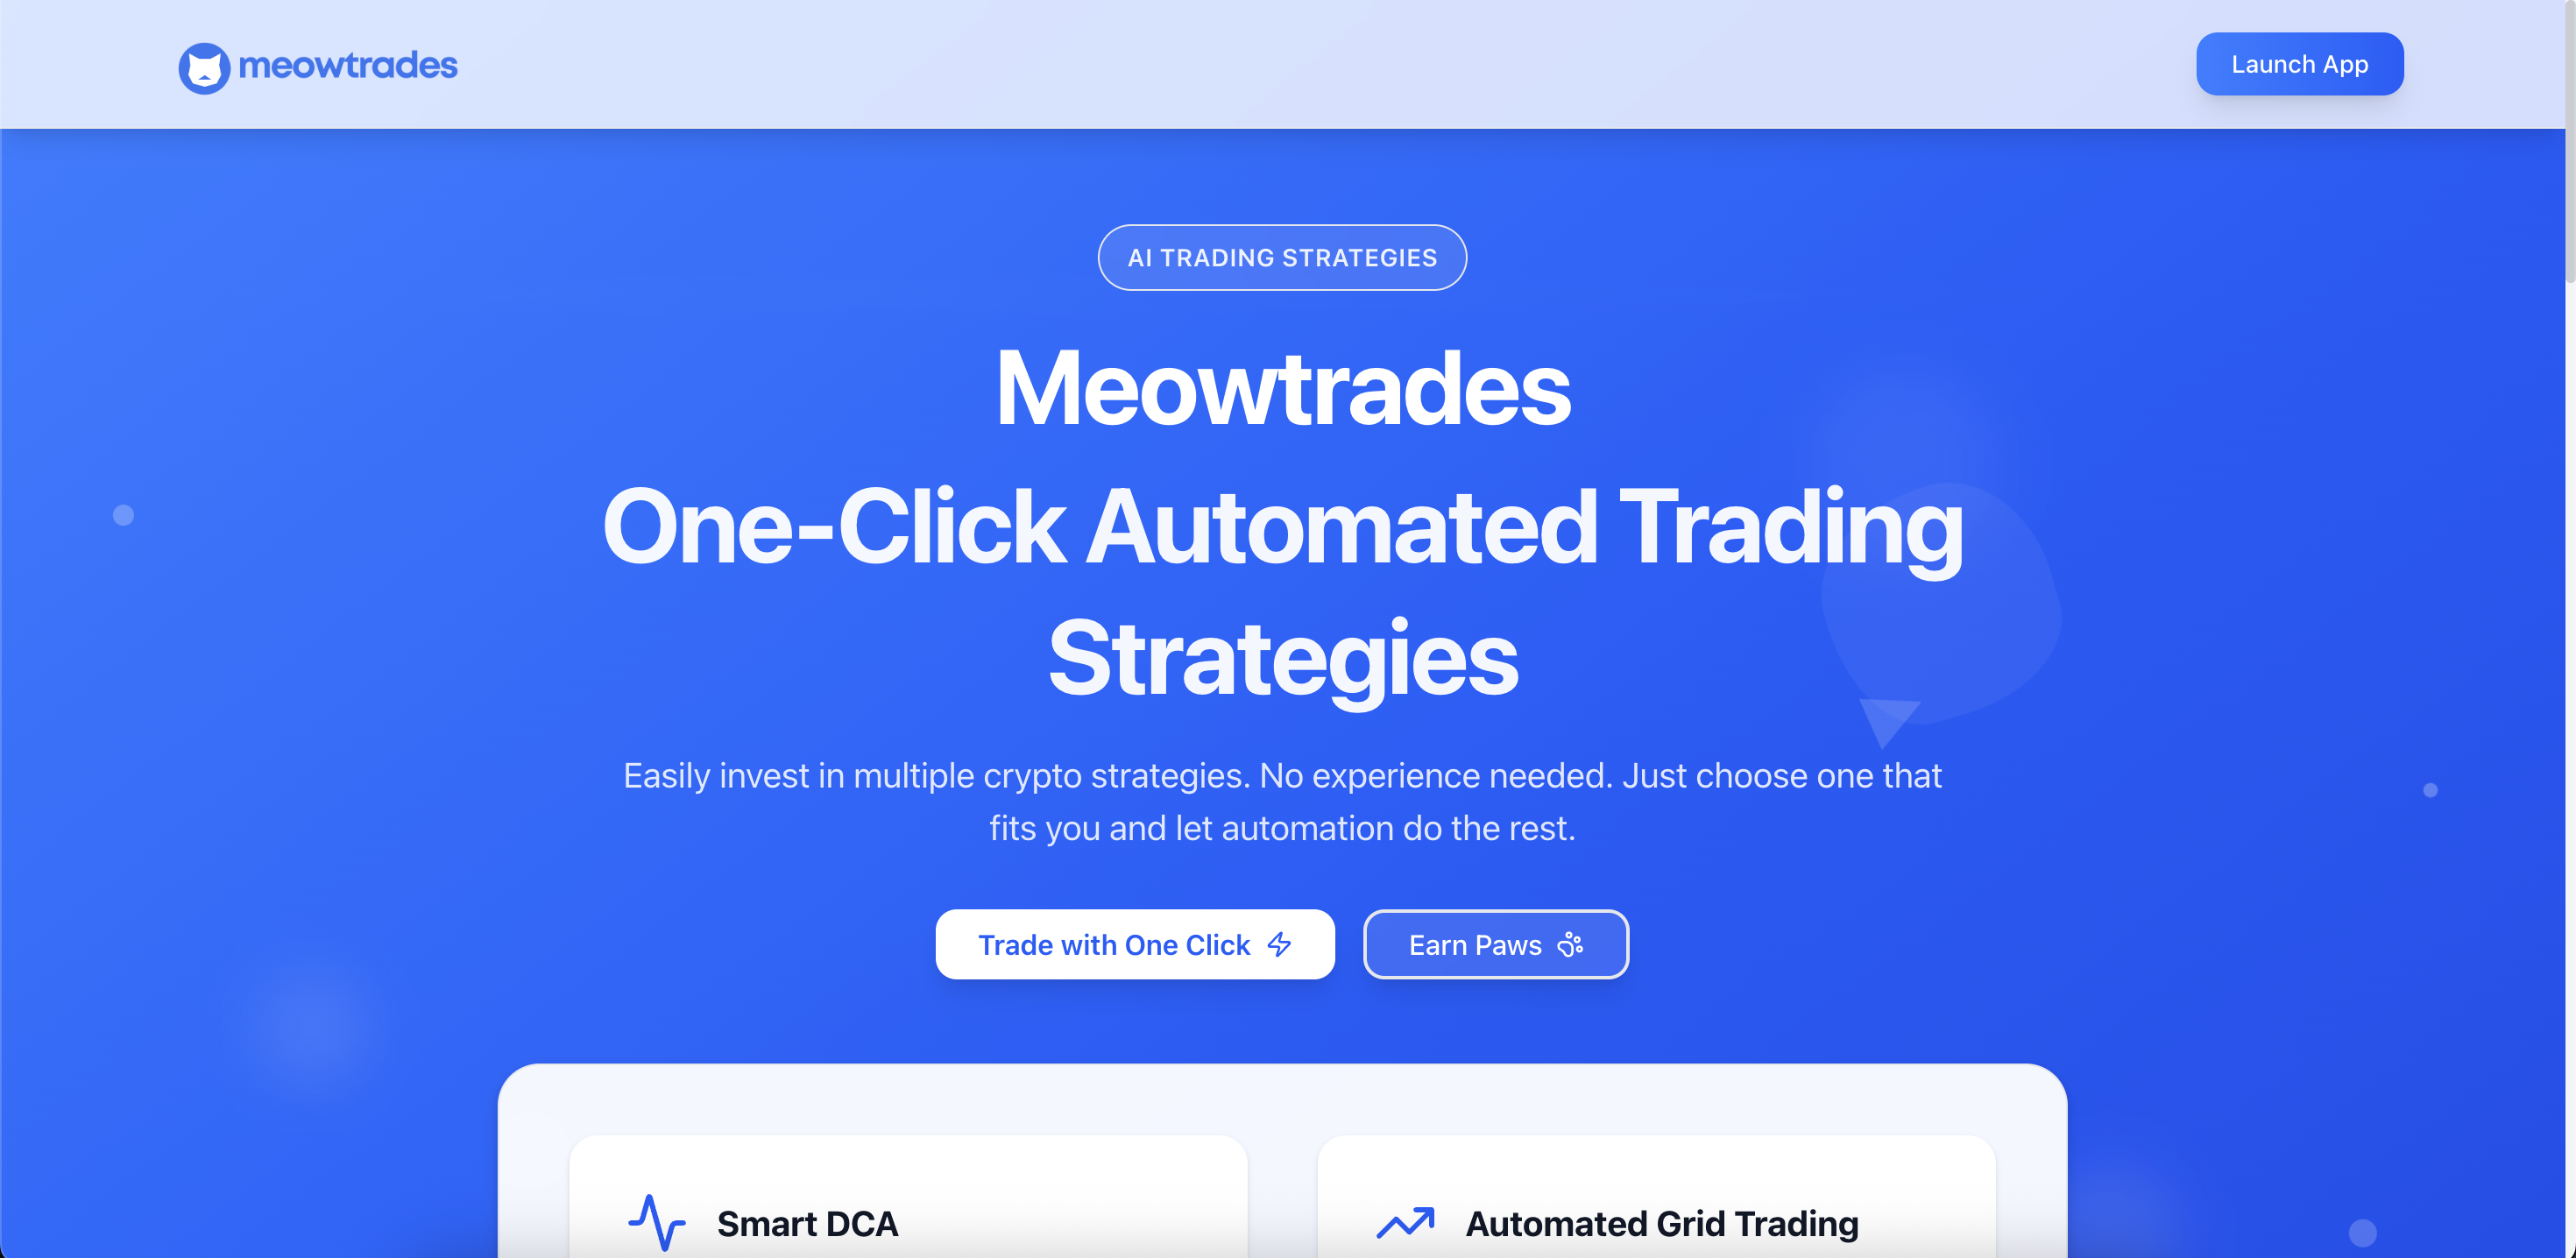 meowtrades
Launch App
AI TRADING STRATEGIES
Meowtrades
One-Click Automated Trading
Strategies
Easily invest in multiple crypto strategies. No experience needed. Just choose one that
fits you and let automation do the rest.
Trade with One Click
Earn Paws
Smart DCA
Automated Grid Trading